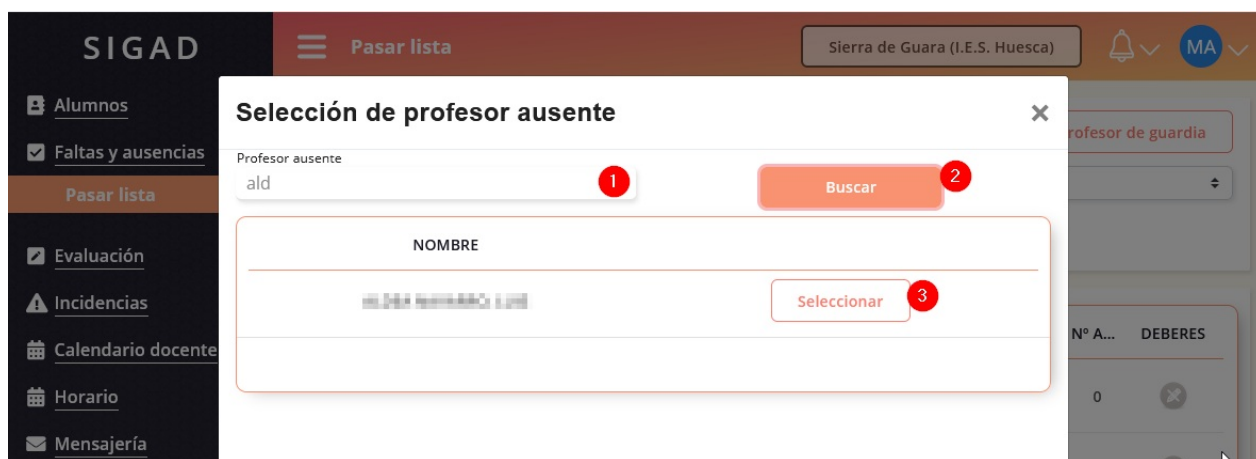 SIGAD
Pasar lista
Sierra de Guara (I.E.S. Huesca)
MA
Alumnos
Faltas y ausencias
Pasar lista
Evaluación
Incidencias
Calendario docente
Horario
Mensajería
Selección de profesor ausente
×
Profesor ausente
ald
1
Buscar
2
NOMBRE
Seleccionar
3
rofesor de guardia
Nº A...
DEBERES
0